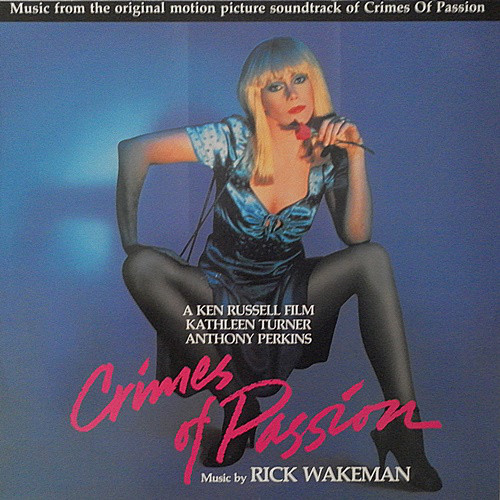 Music from the original motion picture soundtrack of Crimes Of Passion
A KEN RUSSELL FILM
KATHLEEN TURNER
ANTHONY PERKINS
Crimes
of Passion
Music by RICK WAKEMAN